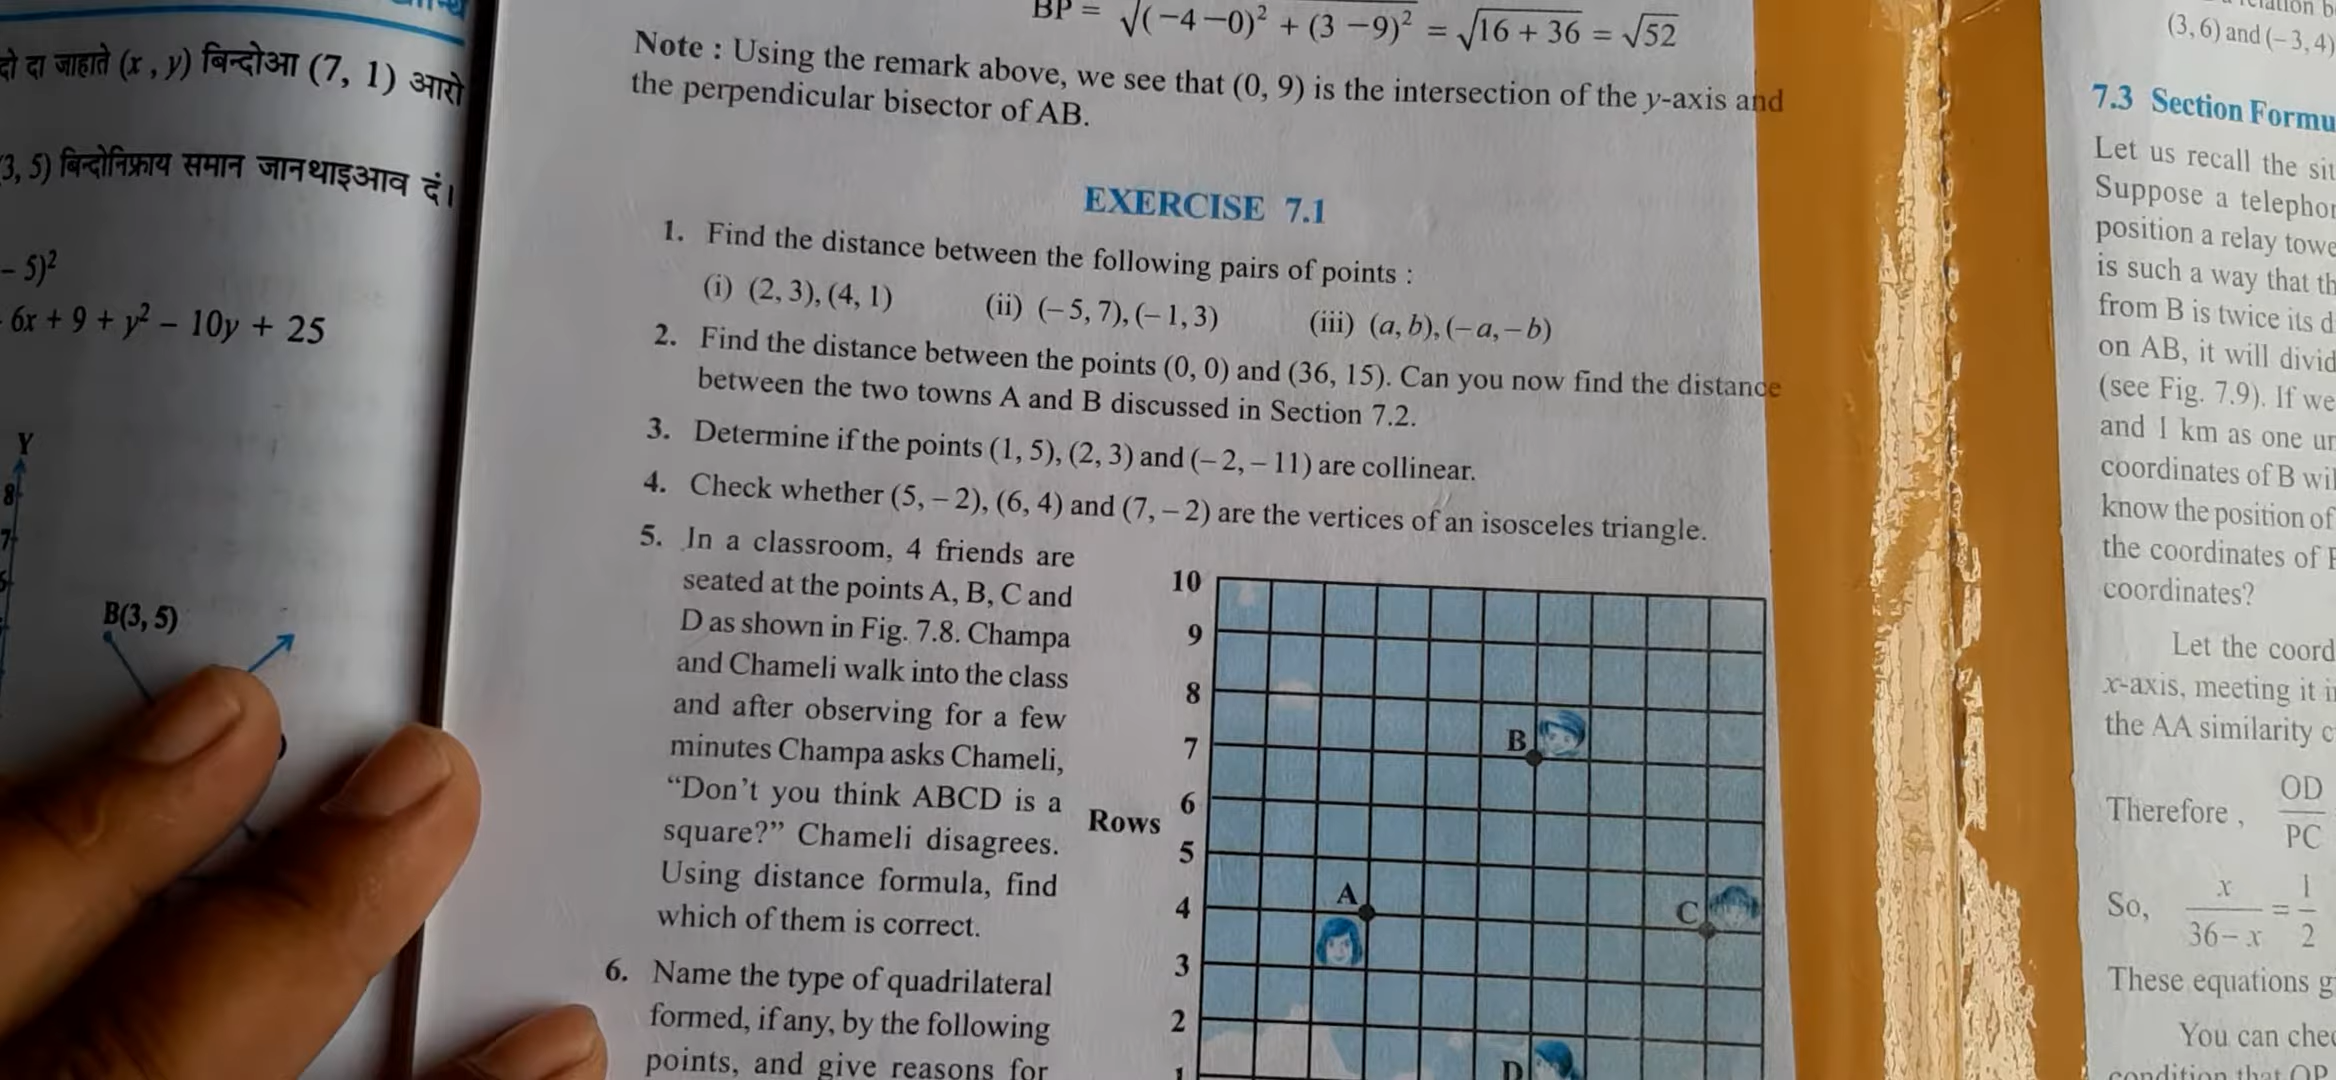 दो दा जाहाते (x , y) बिन्दोआ (7, 1) आरो
3, 5) बिन्दोनिफ्राय समान जानथाइआव दं।
– 5)²
6x + 9 + y² – 10y + 25
Y
8
7
B(3, 5)
BP = √(–4 –0)² + (3 –9)² = √16 + 36 = √52
Note : Using the remark above, we see that (0, 9) is the intersection of the y-axis and
the perpendicular bisector of AB.
EXERCISE 7.1
1. Find the distance between the following pairs of points :
(i) (2, 3), (4, 1) (ii) (– 5, 7), (– 1, 3) (iii) (a, b), (– a, – b)
2. Find the distance between the points (0, 0) and (36, 15). Can you now find the distance
between the two towns A and B discussed in Section 7.2.
3. Determine if the points (1, 5), (2, 3) and (– 2, – 11) are collinear.
4. Check whether (5, – 2), (6, 4) and (7, – 2) are the vertices of an isosceles triangle.
5. In a classroom, 4 friends are
seated at the points A, B, C and
D as shown in Fig. 7.8. Champa
and Chameli walk into the class
and after observing for a few
minutes Champa asks Chameli,
“Don’t you think ABCD is a
square?” Chameli disagrees.
Using distance formula, find
which of them is correct.
6. Name the type of quadrilateral
formed, if any, by the following
points, and give reasons for
10
9
8
7
B
Rows
6
5
A
4
C
3
2
D
1
(3, 6) and (– 3, 4)
7.3 Section Formu
Let us recall the sit
Suppose a telephor
position a relay towe
is such a way that th
from B is twice its d
on AB, it will divid
(see Fig. 7.9). If we
and 1 km as one ur
coordinates of B wil
know the position of
the coordinates of
coordinates?
Let the coord
x-axis, meeting it i
the AA similarity c
Therefore , OD
PC
So, x = 1
36 – x 2
These equations g
You can chec
condition that OP